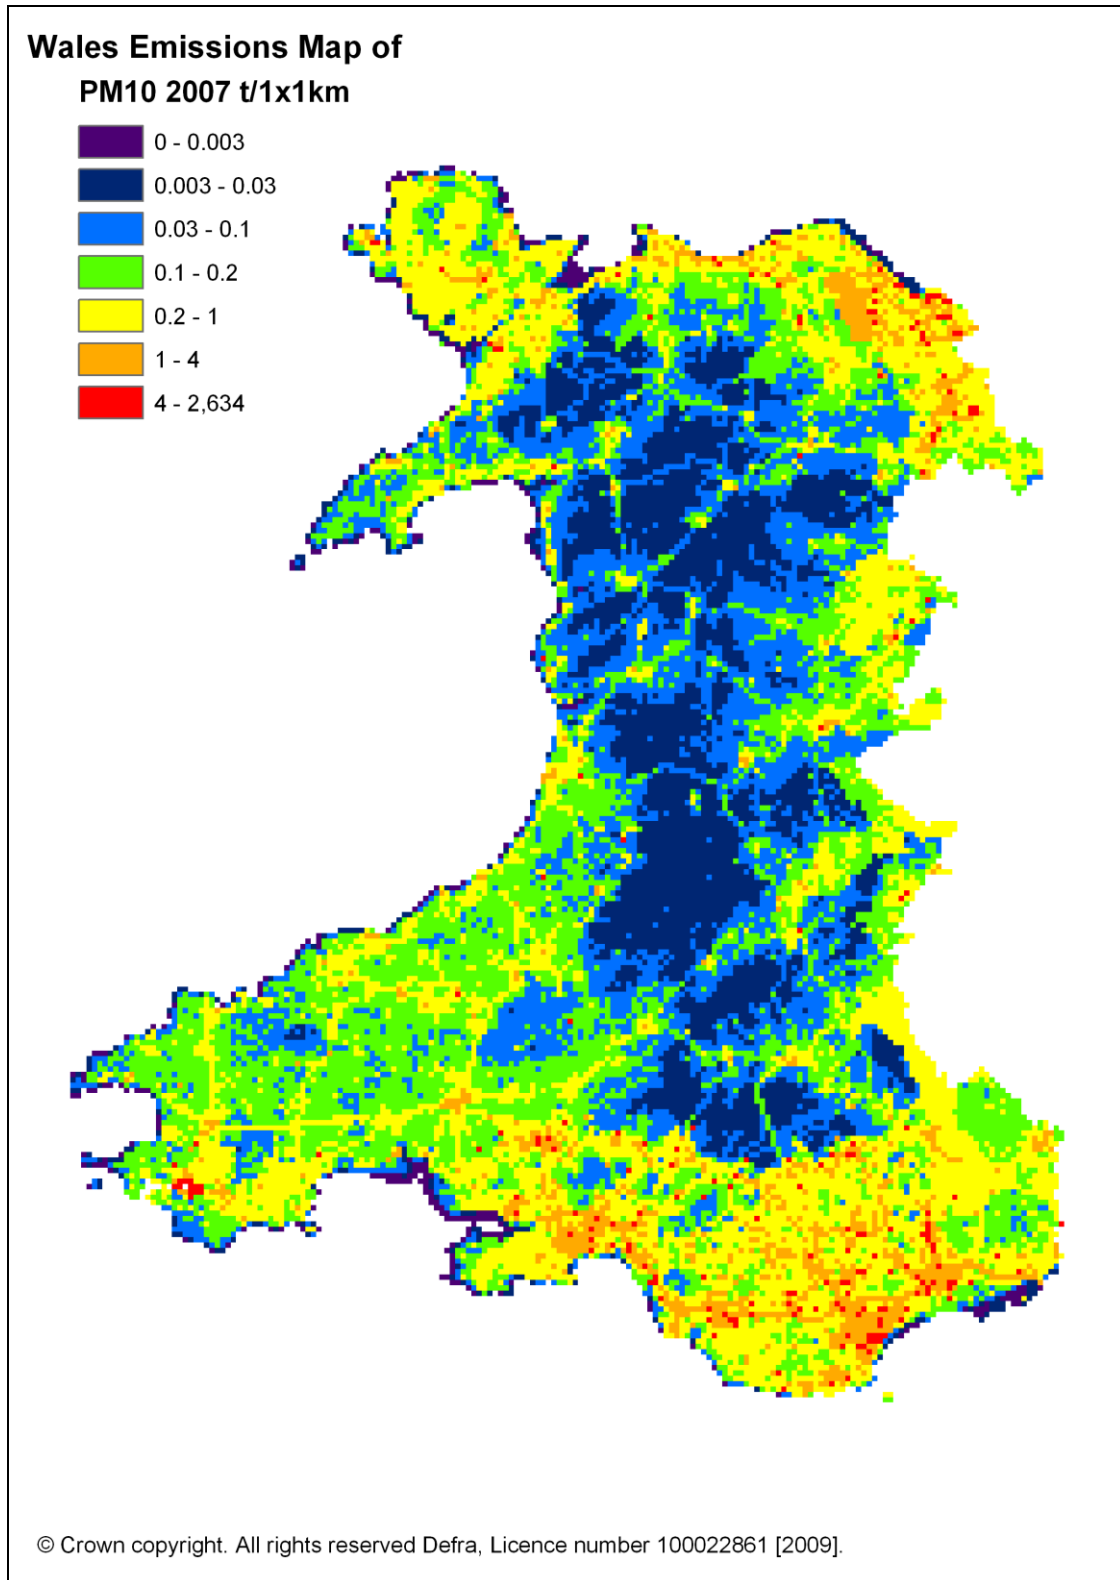 Wales Emissions Map of
PM10 2007 t/1x1km
0 - 0.003
0.003 - 0.03
0.03 - 0.1
0.1 - 0.2
0.2 - 1
1 - 4
4 - 2,634
© Crown copyright. All rights reserved Defra, Licence number 100022861 [2009].